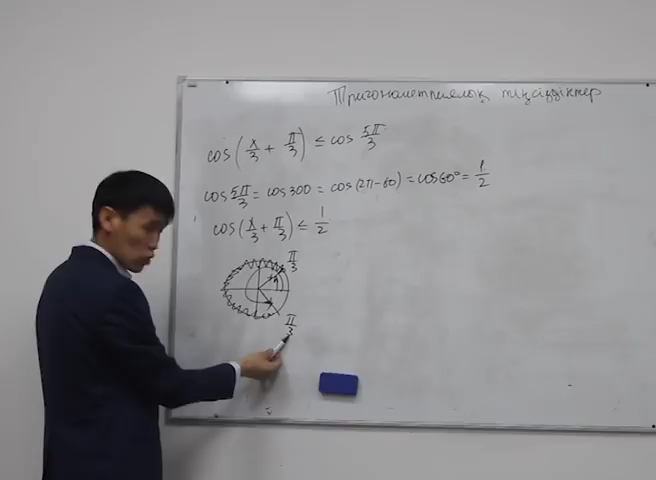 Тригонометриялық теңсіздіктер
cos(x/3 + π/3) ≤ cos 5π/3
cos 5π/3 = cos 300 = cos(2π-60) = cos60° = 1/2
cos(x/3 + π/3) ≤ 1/2
π/3
π/3